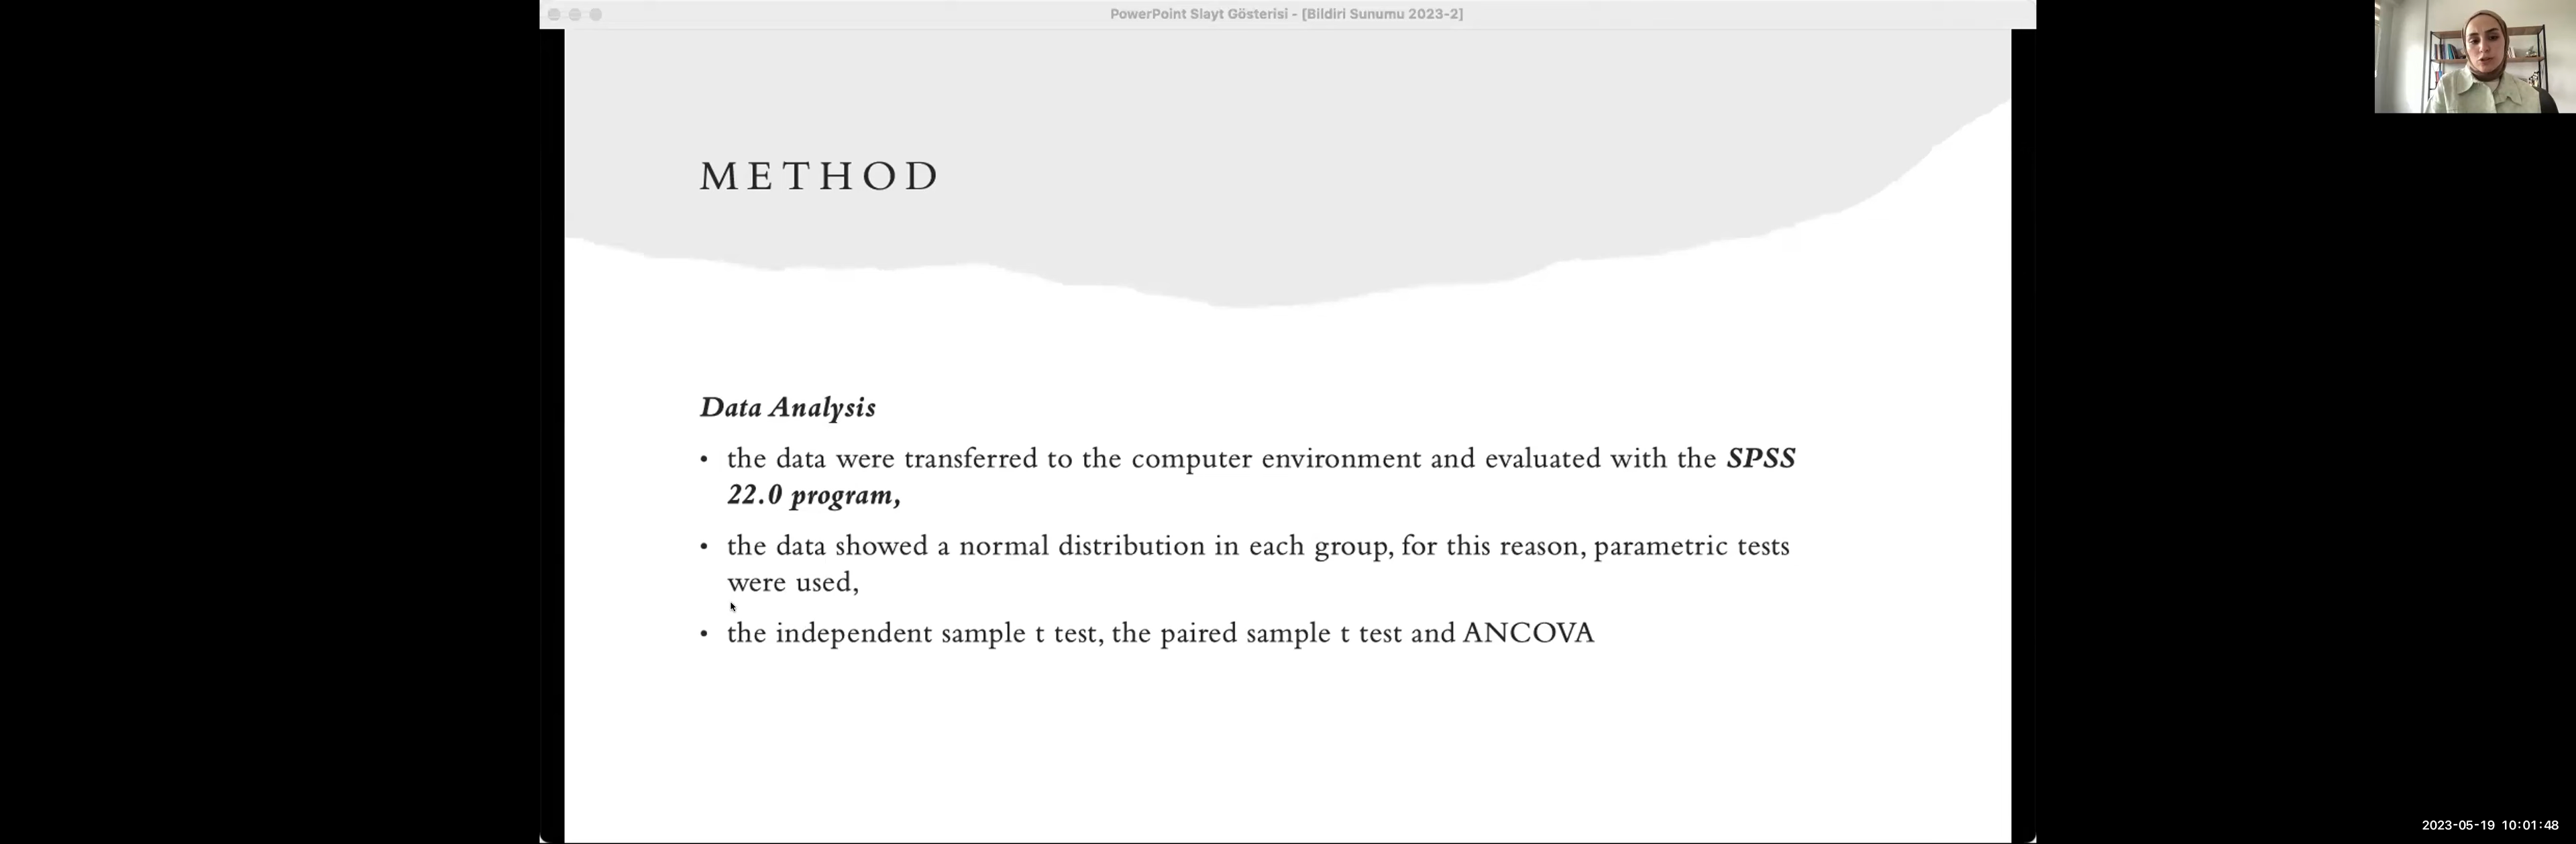 PowerPoint Slayt Gösterisi - [Bildiri Sunumu 2023-2]
METHOD
Data Analysis
• the data were transferred to the computer environment and evaluated with the SPSS
22.0 program,
• the data showed a normal distribution in each group, for this reason, parametric tests
were used,
• the independent sample t test, the paired sample t test and ANCOVA
2023-05-19 10:01:48